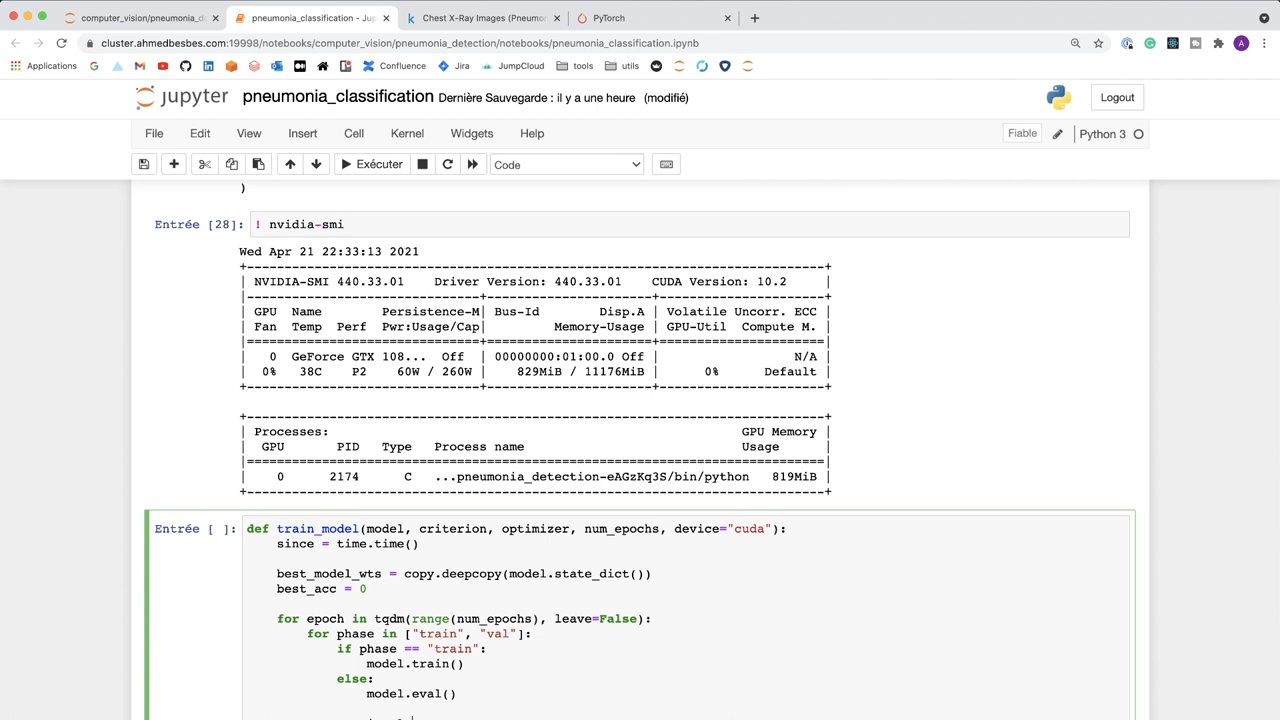 computer_vision/pneumonia_d
pneumonia_classification - Jup
Chest X-Ray Images (Pneumon
PyTorch
cluster.ahmedbesbes.com:19998/notebooks/computer_vision/pneumonia_detection/notebooks/pneumonia_classification.ipynb
Applications
Confluence
Jira
JumpCloud
tools
utils
jupyter pneumonia_classification Dernière Sauvegarde : il y a une heure (modifié)
Logout
File Edit View Insert Cell Kernel Widgets Help
Fiable
Python 3
Exécuter
Code
)
Entrée [28]: ! nvidia-smi
Wed Apr 21 22:33:13 2021
+-----------------------------------------------------------------------------+
| NVIDIA-SMI 440.33.01    Driver Version: 440.33.01    CUDA Version: 10.2     |
|-------------------------------+----------------------+----------------------+
| GPU  Name        Persistence-M| Bus-Id        Disp.A | Volatile Uncorr. ECC |
| Fan  Temp  Perf  Pwr:Usage/Cap|         Memory-Usage | GPU-Util  Compute M. |
|===============================+======================+======================|
|   0  GeForce GTX 108...  Off  | 00000000:01:00.0 Off |                  N/A |
|  0%   38C    P2    60W / 260W |    829MiB / 11176MiB |      0%      Default |
+-------------------------------+----------------------+----------------------+
+-----------------------------------------------------------------------------+
| Processes:                                                       GPU Memory |
|  GPU       PID   Type   Process name                             Usage      |
|=============================================================================|
|    0      2174      C   ...pneumonia_detection-eAGzKq3S/bin/python   819MiB |
+-----------------------------------------------------------------------------+
Entrée [ ]: def train_model(model, criterion, optimizer, num_epochs, device="cuda"):
    since = time.time()
    best_model_wts = copy.deepcopy(model.state_dict())
    best_acc = 0
    for epoch in tqdm(range(num_epochs), leave=False):
        for phase in ["train", "val"]:
            if phase == "train":
                model.train()
            else:
                model.eval()